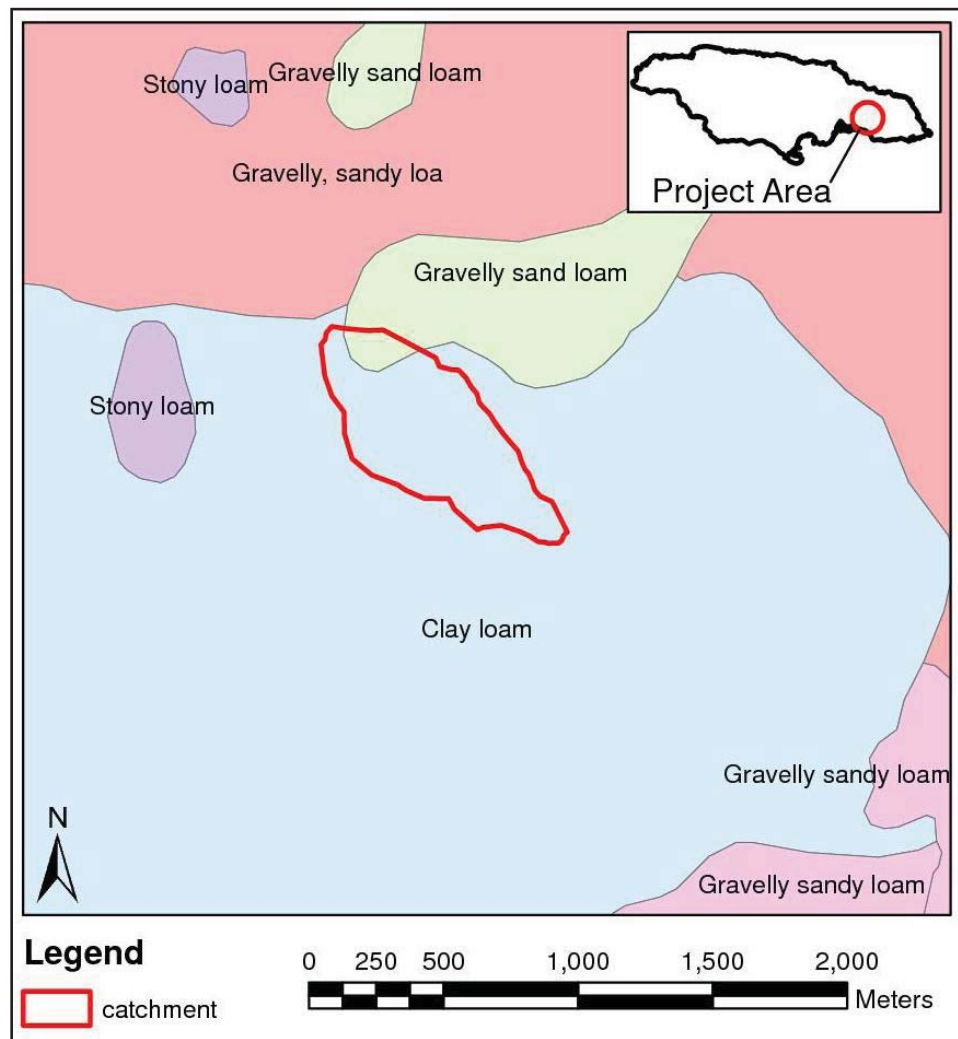 Stony loam
Gravelly sand loam
Gravelly, sandy loa
Project Area
Gravelly sand loam
Stony loam
Clay loam
Gravelly sandy loam
Gravelly sandy loam
N
Legend
catchment
0 250 500 1,000 1,500 2,000
Meters